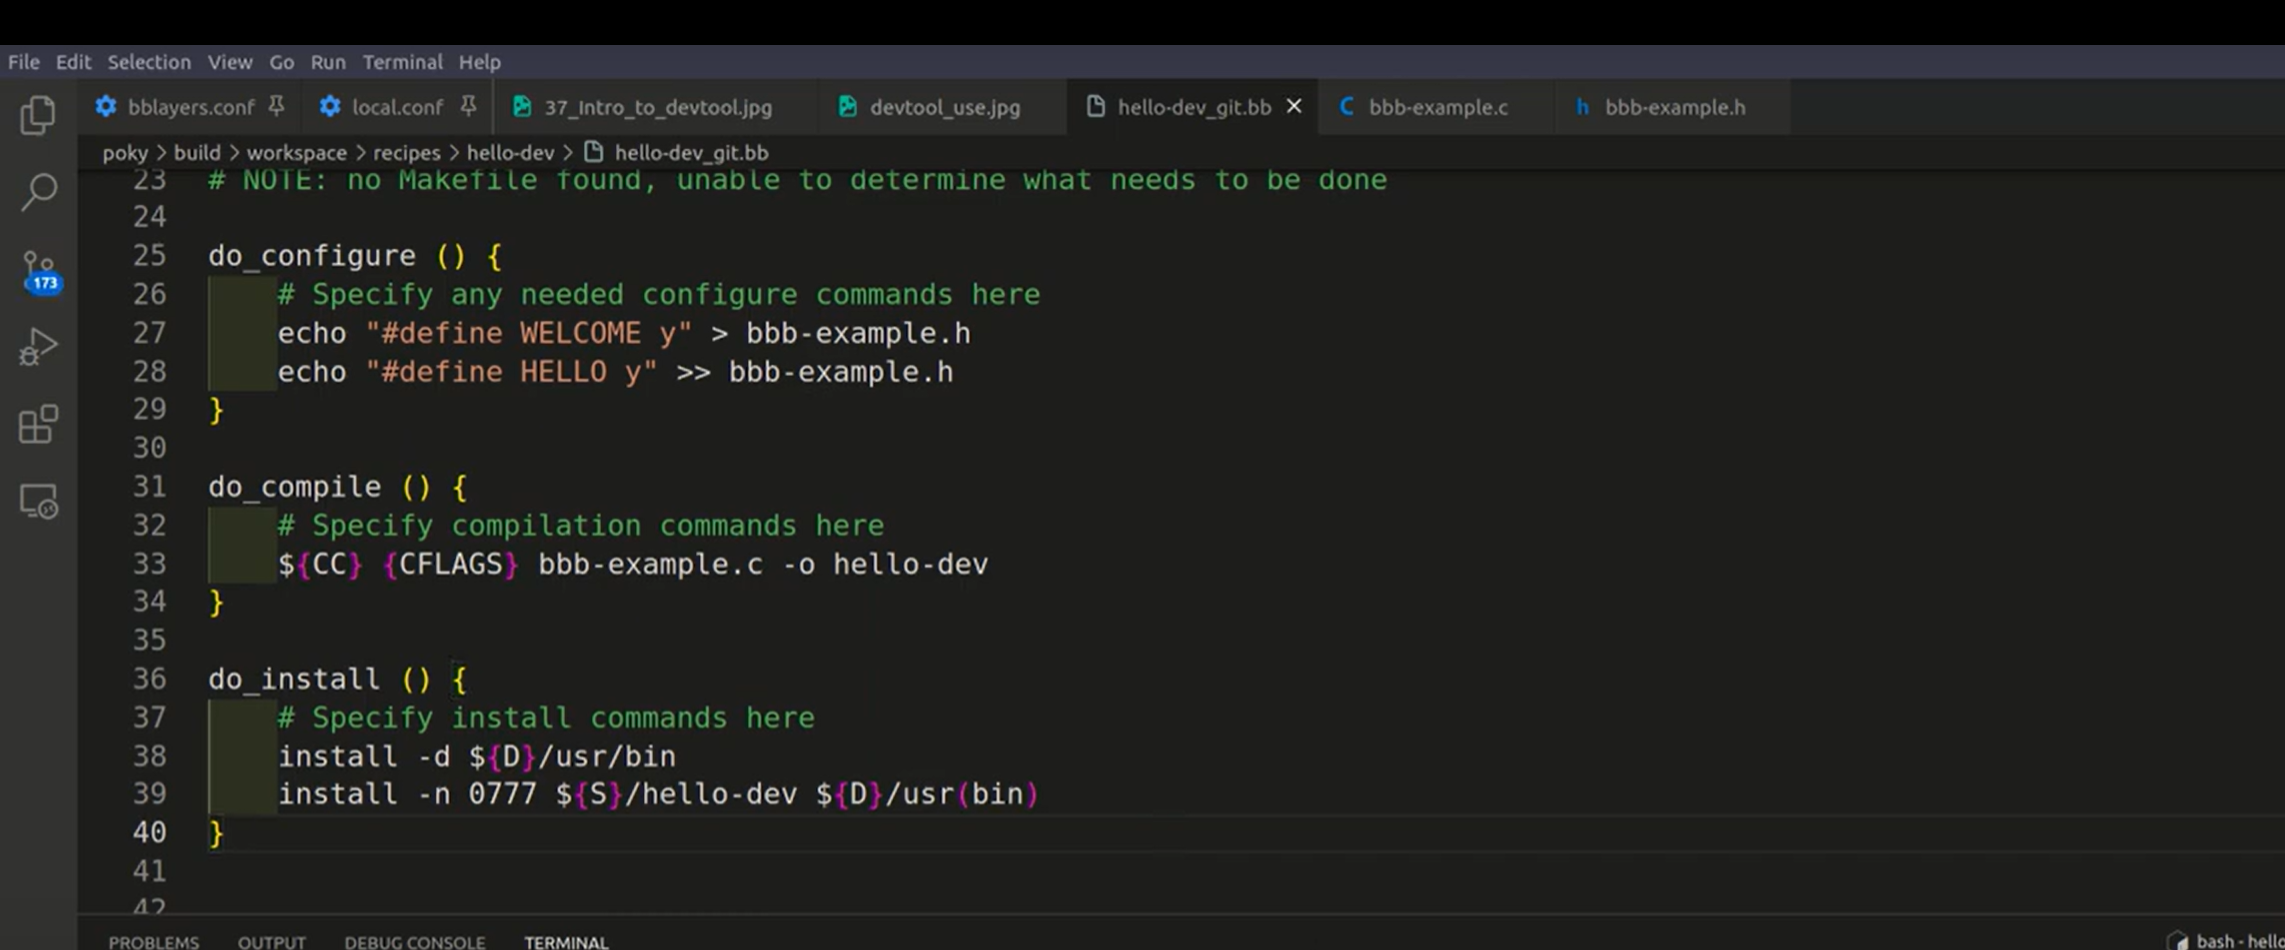 File Edit Selection View Go Run Terminal Help
bblayers.conf local.conf 37_Intro_to_devtool.jpg devtool_use.jpg hello-dev_git.bb C bbb-example.c h bbb-example.h
poky > build > workspace > recipes > hello-dev > hello-dev_git.bb
23 # NOTE: no Makefile found, unable to determine what needs to be done
24
25 do_configure () {
26 # Specify any needed configure commands here
27 echo "#define WELCOME y" > bbb-example.h
28 echo "#define HELLO y" >> bbb-example.h
29 }
30
31 do_compile () {
32 # Specify compilation commands here
33 ${CC} {CFLAGS} bbb-example.c -o hello-dev
34 }
35
36 do_install () {
37 # Specify install commands here
38 install -d ${D}/usr/bin
39 install -n 0777 ${S}/hello-dev ${D}/usr(bin)
40 }
41
42
173
PROBLEMS OUTPUT DEBUG CONSOLE TERMINAL bash - hello